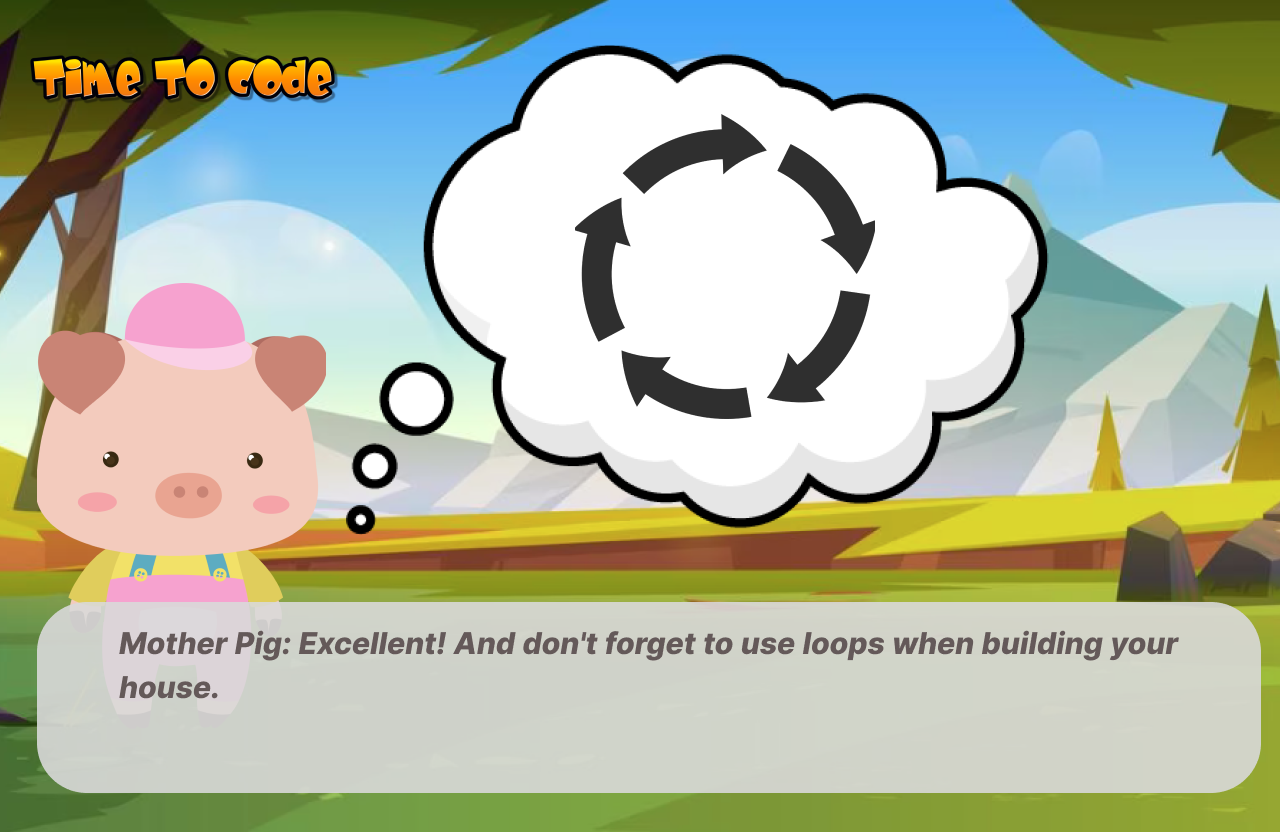 Time To Code
Mother Pig: Excellent! And don't forget to use loops when building your
house.